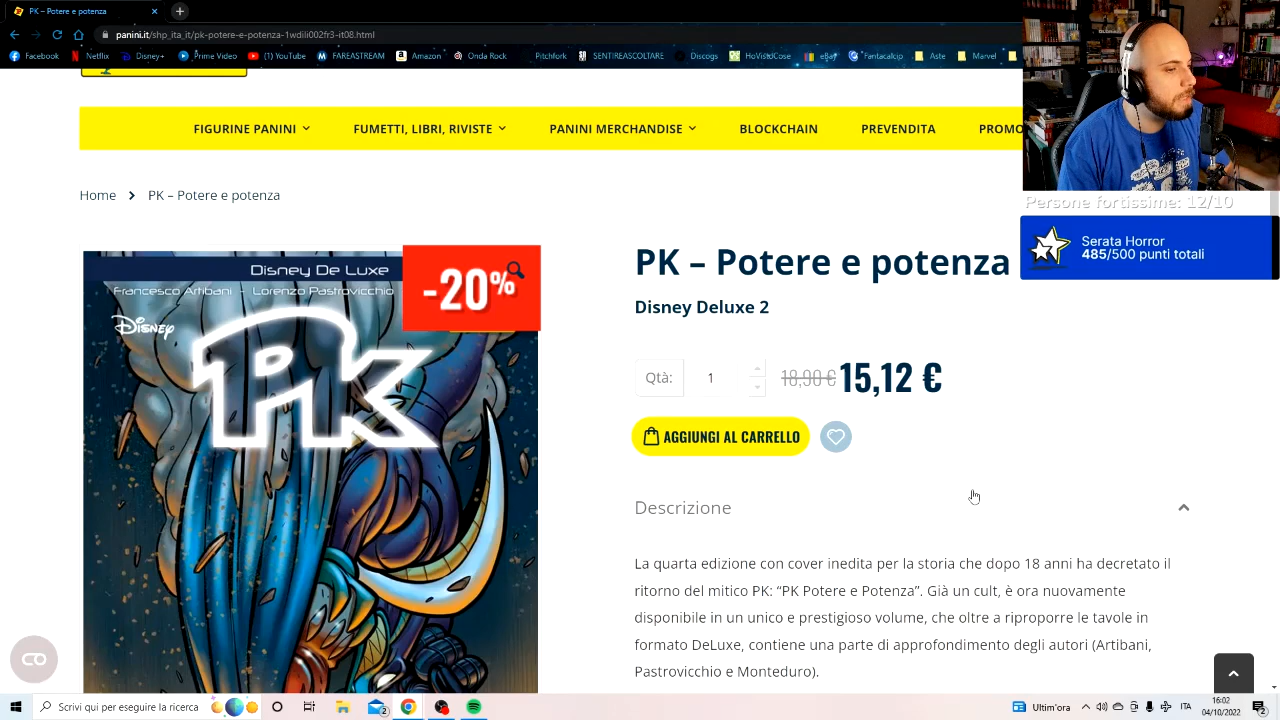 PK – Potere e potenza
panini.it/shp_ita_it/pk-potere-e-potenza-1wdili002fr3-it08.html
Facebook Netflix Disney+ Prime Video (1) YouTube FAREASTREAM Amazon Onda Rock Pitchfork SENTIREASCOLTARE Discogs HoVistoCose eBay Fantacalcio Aste Marvel
FIGURINE PANINI FUMETTI, LIBRI, RIVISTE PANINI MERCHANDISE BLOCKCHAIN PREVENDITA PROMO
Persone fortissime: 12/10
Serata Horror
485/500 punti totali
Home PK – Potere e potenza
Disney De Luxe
Francesco Artibani - Lorenzo Pastrovicchio
Disney
PK
-20%
PK – Potere e potenza
Disney Deluxe 2
Qtà: 1 18,90 € 15,12 €
AGGIUNGI AL CARRELLO
Descrizione
La quarta edizione con cover inedita per la storia che dopo 18 anni ha decretato il
ritorno del mitico PK: “PK Potere e Potenza”. Già un cult, è ora nuovamente
disponibile in un unico e prestigioso volume, che oltre a riproporre le tavole in
formato DeLuxe, contiene una parte di approfondimento degli autori (Artibani,
Pastrovicchio e Monteduro).
Scrivi qui per eseguire la ricerca
2
Ultim'ora
ITA
16:02
04/10/2022
2